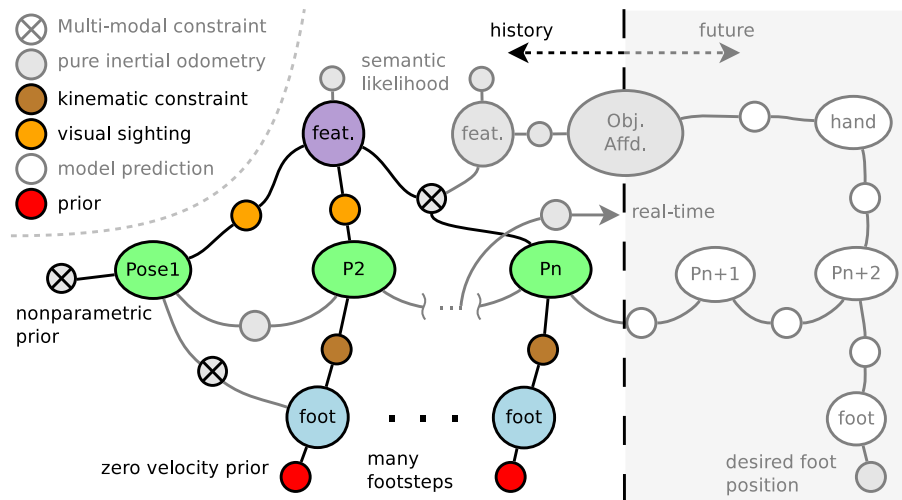 Multi-modal constraint
pure inertial odometry
kinematic constraint
visual sighting
model prediction
prior
semantic
likelihood
history
future
feat.
feat.
Obj.
Affd.
hand
real-time
Pose1
P2
Pn
Pn+1
Pn+2
nonparametric
prior
...
foot
. . . .
foot
foot
zero velocity prior
many
footsteps
desired foot
position